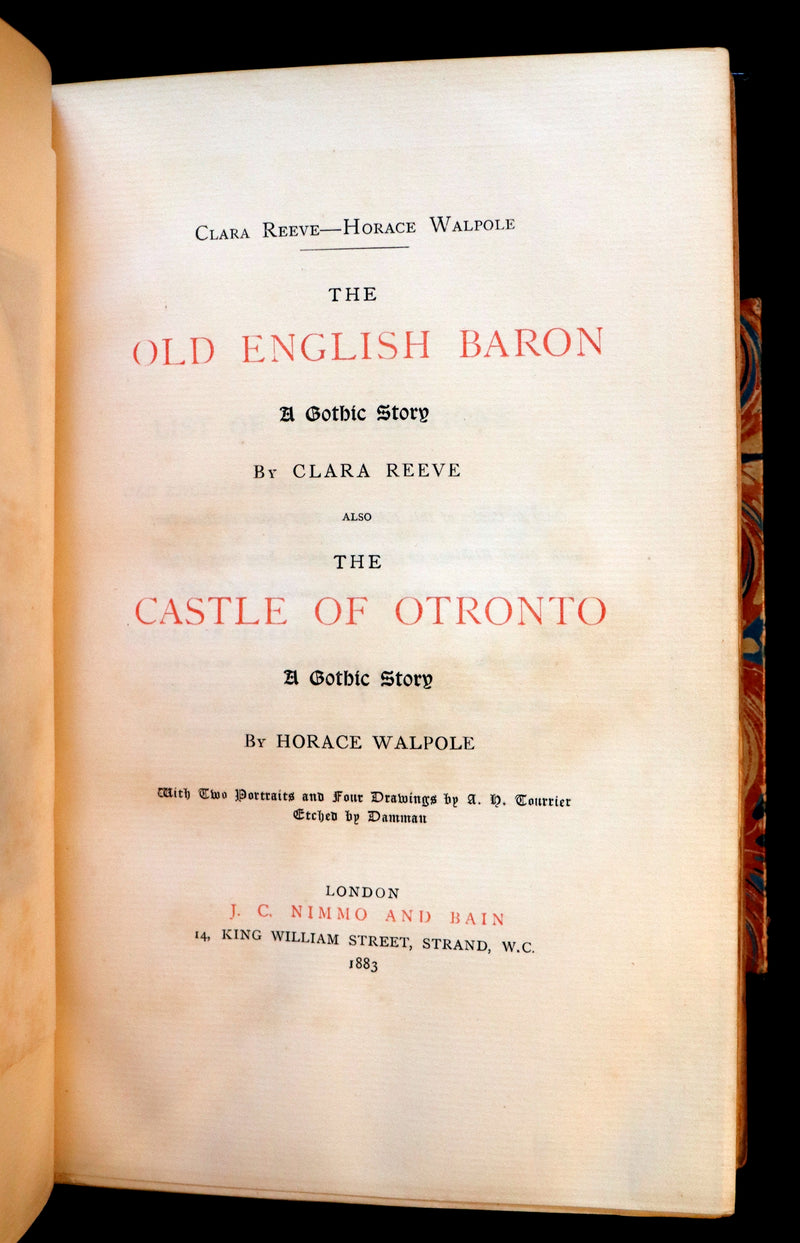 CLARA REEVE—HORACE WALPOLE
THE
OLD ENGLISH BARON
A Gothic Story
BY CLARA REEVE
ALSO
THE
CASTLE OF OTRONTO
A Gothic Story
BY HORACE WALPOLE
With Two Portraits and Four Drawings by A. H. Tourrier
Etched by Damman
LONDON
J. C. NIMMO AND BAIN
14, KING WILLIAM STREET, STRAND, W.C.
1883